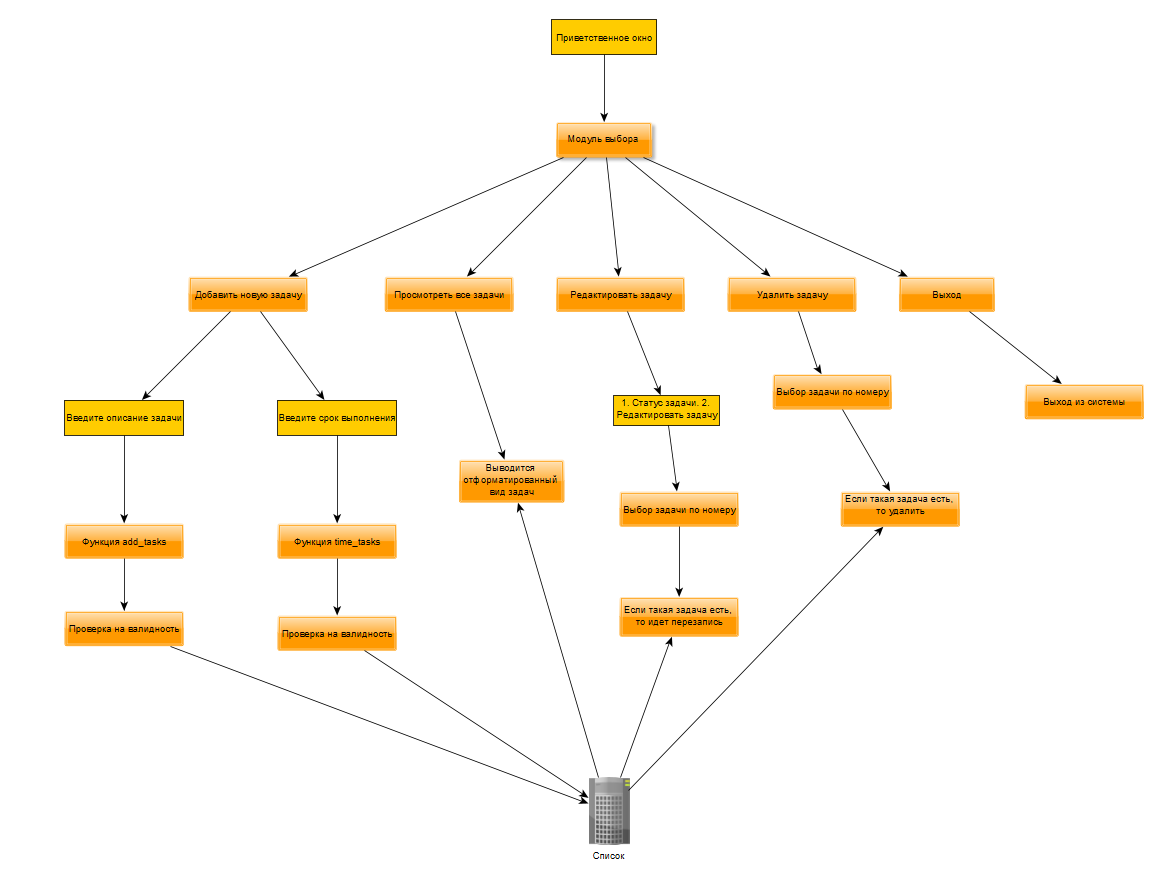 Приветственное окно
Модуль выбора
Добавить новую задачу
Просмотреть все задачи
Редактировать задачу
Удалить задачу
Выход
Введите описание задачи
Введите срок выполнения
1. Статус задачи. 2.
Редактировать задачу
Выбор задачи по номеру
Выход из системы
Выводится
отформатированный
вид задач
Выбор задачи по номеру
Если такая задача есть,
то удалить
Функция add_tasks
Функция time_tasks
Если такая задача есть,
то идет перезапись
Проверка на валидность
Проверка на валидность
Список